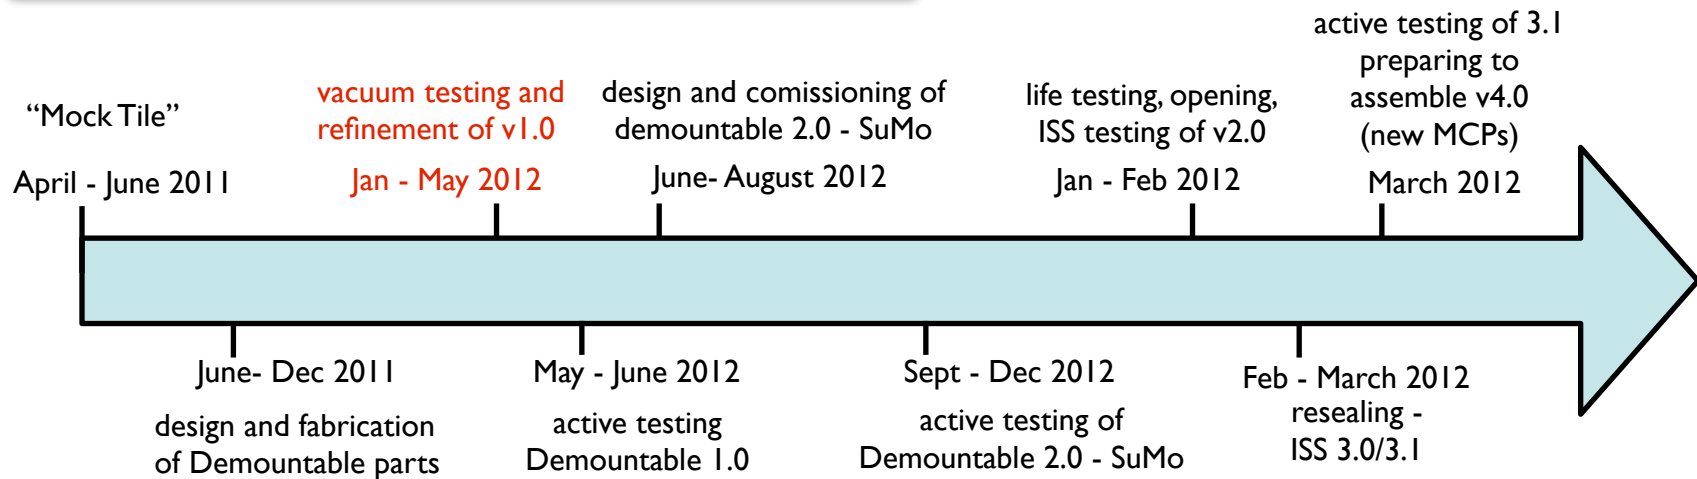 “Mock Tile”
April - June 2011
vacuum testing and
refinement of v1.0
Jan - May 2012
design and comissioning of
demountable 2.0 - SuMo
June- August 2012
life testing, opening,
ISS testing of v2.0
Jan - Feb 2012
active testing of 3.1
preparing to
assemble v4.0
(new MCPs)
March 2012
June- Dec 2011
design and fabrication
of Demountable parts
May - June 2012
active testing
Demountable 1.0
Sept - Dec 2012
active testing of
Demountable 2.0 - SuMo
Feb - March 2012
resealing -
ISS 3.0/3.1